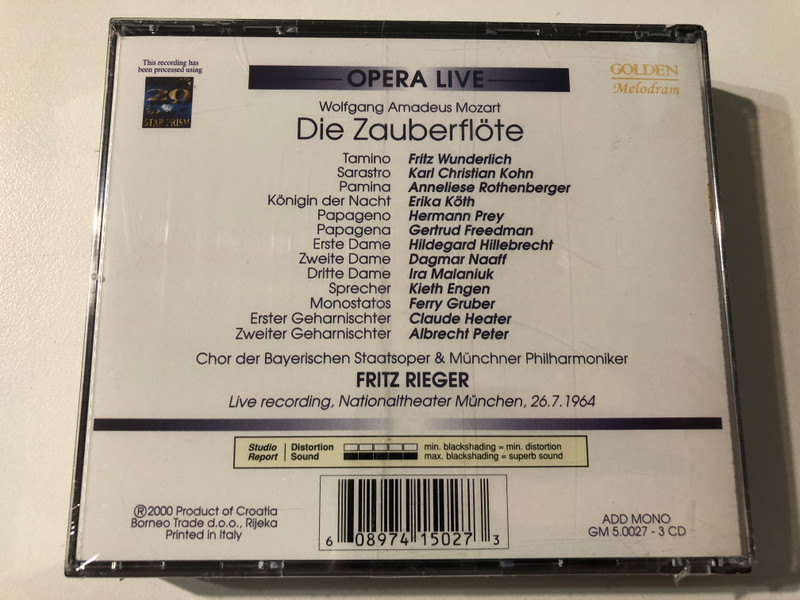 This recording has
been processed using
20
STAR PRISM
OPERA LIVE
GOLDEN
Melodram
Wolfgang Amadeus Mozart
Die Zauberflöte
Tamino Fritz Wunderlich
Sarastro Karl Christian Kohn
Pamina Anneliese Rothenberger
Königin der Nacht Erika Köth
Papageno Hermann Prey
Papagena Gertrud Freedman
Erste Dame Hildegard Hillebrecht
Zweite Dame Dagmar Naaff
Dritte Dame Ira Malaniuk
Sprecher Kieth Engen
Monostatos Ferry Gruber
Erster Geharnischter Claude Heater
Zweiter Geharnischter Albrecht Peter
Chor der Bayerischen Staatsoper & Münchner Philharmoniker
FRITZ RIEGER
Live recording, Nationaltheater München, 26.7.1964
Studio Report
Distortion
Sound
min. blackshading = min. distortion
max. blackshading = superb sound
®2000 Product of Croatia
Borneo Trade d.o.o., Rijeka
Printed in Italy
6 08974 15027 3
ADD MONO
GM 5.0027 - 3 CD